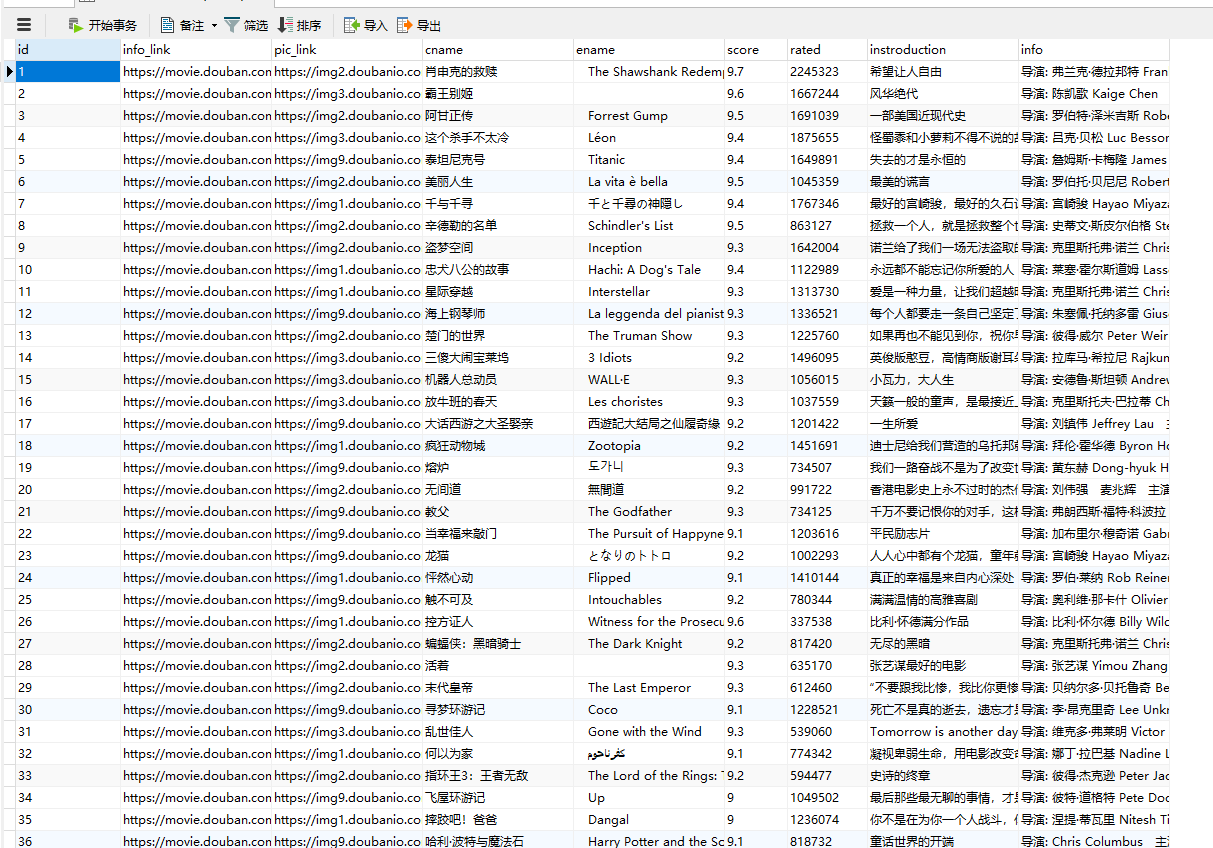 开始事务 备注 筛选 排序 导入 导出
id info_link pic_link cname ename score rated instroduction info
1 https://movie.douban.con https://img2.doubanio.co 肖申克的救赎 The Shawshank Redemp 9.7 2245323 希望让人自由 导演: 弗兰克·德拉邦特 Fran
2 https://movie.douban.con https://img3.doubanio.co 霸王别姬 9.6 1667244 风华绝代 导演: 陈凯歌 Kaige Chen
3 https://movie.douban.con https://img2.doubanio.co 阿甘正传 Forrest Gump 9.5 1691039 一部美国近现代史 导演: 罗伯特·泽米吉斯 Robe
4 https://movie.douban.con https://img3.doubanio.co 这个杀手不太冷 Léon 9.4 1875655 怪蜀黍和小萝莉不得不说的故 导演: 吕克·贝松 Luc Besson
5 https://movie.douban.con https://img9.doubanio.co 泰坦尼克号 Titanic 9.4 1649891 失去的才是永恒的 导演: 詹姆斯·卡梅隆 James
6 https://movie.douban.con https://img2.doubanio.co 美丽人生 La vita è bella 9.5 1045359 最美的谎言 导演: 罗伯托·贝尼尼 Robert
7 https://movie.douban.con https://img1.doubanio.co 千与千寻 千と千尋の神隠し 9.4 1767346 最好的宫崎骏，最好的久石让 导演: 宫崎骏 Hayao Miyaza
8 https://movie.douban.con https://img2.doubanio.co 辛德勒的名单 Schindler's List 9.5 863127 拯救一个人，就是拯救整个世 导演: 史蒂文·斯皮尔伯格 Ste
9 https://movie.douban.con https://img2.doubanio.co 盗梦空间 Inception 9.3 1642004 诺兰给了我们一场无法盗取的 导演: 克里斯托弗·诺兰 Chris
10 https://movie.douban.con https://img1.doubanio.co 忠犬八公的故事 Hachi: A Dog's Tale 9.4 1122989 永远都不能忘记你所爱的人 导演: 莱塞·霍尔斯道姆 Lass
11 https://movie.douban.con https://img1.doubanio.co 星际穿越 Interstellar 9.3 1313730 爱是一种力量，让我们超越时 导演: 克里斯托弗·诺兰 Chris
12 https://movie.douban.con https://img9.doubanio.co 海上钢琴师 La leggenda del pianist 9.3 1336521 每个人都要走一条自己坚定了 导演: 朱塞佩·托纳多雷 Gius
13 https://movie.douban.con https://img2.doubanio.co 楚门的世界 The Truman Show 9.3 1225760 如果再也不能见到你，祝你早 导演: 彼得·威尔 Peter Weir
14 https://movie.douban.con https://img3.doubanio.co 三傻大闹宝莱坞 3 Idiots 9.2 1496095 英俊版憨豆，高情商版谢耳朵 导演: 拉库马·希拉尼 Rajkum
15 https://movie.douban.con https://img3.doubanio.co 机器人总动员 WALL·E 9.3 1056015 小瓦力，大人生 导演: 安德鲁·斯坦顿 Andrew
16 https://movie.douban.con https://img3.doubanio.co 放牛班的春天 Les choristes 9.3 1037559 天籁一般的童声，是最接近上 导演: 克里斯托夫·巴拉蒂 Ch
17 https://movie.douban.con https://img9.doubanio.co 大话西游之大圣娶亲 西遊記大結局之仙履奇緣 9.2 1201422 一生所爱 导演: 刘镇伟 Jeffrey Lau 主
18 https://movie.douban.con https://img1.doubanio.co 疯狂动物城 Zootopia 9.2 1451691 迪士尼给我们营造的乌托邦就 导演: 拜伦·霍华德 Byron Ho
19 https://movie.douban.con https://img9.doubanio.co 熔炉 도가니 9.3 734507 我们一路奋战不是为了改变世 导演: 黄东赫 Dong-hyuk H
20 https://movie.douban.con https://img2.doubanio.co 无间道 無間道 9.2 991722 香港电影史上永不过时的杰作 导演: 刘伟强 麦兆辉 主演
21 https://movie.douban.con https://img9.doubanio.co 教父 The Godfather 9.3 734125 千万不要记恨你的对手，这样 导演: 弗朗西斯·福特·科波拉
22 https://movie.douban.con https://img9.doubanio.co 当幸福来敲门 The Pursuit of Happyne 9.1 1203616 平民励志片 导演: 加布里尔·穆奇诺 Gabr
23 https://movie.douban.con https://img9.doubanio.co 龙猫 となりのトトロ 9.2 1002293 人人心中都有个龙猫，童年就 导演: 宫崎骏 Hayao Miyaza
24 https://movie.douban.con https://img1.doubanio.co 怦然心动 Flipped 9.1 1410144 真正的幸福是来自内心深处 导演: 罗伯·莱纳 Rob Reiner
25 https://movie.douban.con https://img1.doubanio.co 触不可及 Intouchables 9.2 780344 满满温情的高雅喜剧 导演: 奥利维·那卡什 Olivier
26 https://movie.douban.con https://img1.doubanio.co 控方证人 Witness for the Prosecu 9.6 337538 比利·怀德满分作品 导演: 比利·怀尔德 Billy Wild
27 https://movie.douban.con https://img2.doubanio.co 蝙蝠侠：黑暗骑士 The Dark Knight 9.2 817420 无尽的黑暗 导演: 克里斯托弗·诺兰 Chris
28 https://movie.douban.con https://img3.doubanio.co 活着 9.3 635170 张艺谋最好的电影 导演: 张艺谋 Yimou Zhang
29 https://movie.douban.con https://img2.doubanio.co 末代皇帝 The Last Emperor 9.3 612460 “不要跟我比惨，我比你更惨 导演: 贝纳尔多·贝托鲁奇 Be
30 https://movie.douban.con https://img9.doubanio.co 寻梦环游记 Coco 9.1 1228521 死亡不是真的逝去，遗忘才是 导演: 李·昂克里奇 Lee Unkr
31 https://movie.douban.con https://img3.doubanio.co 乱世佳人 Gone with the Wind 9.3 539060 Tomorrow is another day 导演: 维克多·弗莱明 Victor
32 https://movie.douban.con https://img1.doubanio.co 何以为家 كفرناحوم 9.1 774342 凝视卑弱生命，用电影改变命 导演: 娜丁·拉巴基 Nadine L
33 https://movie.douban.con https://img2.doubanio.co 指环王3：王者无敌 The Lord of the Rings: T 9.2 594477 史诗的终章 导演: 彼得·杰克逊 Peter Jac
34 https://movie.douban.con https://img9.doubanio.co 飞屋环游记 Up 9 1049502 最后那些最无聊的事情，才是 导演: 彼特·道格特 Pete Doc
35 https://movie.douban.con https://img1.doubanio.co 摔跤吧！爸爸 Dangal 9 1236074 你不是在为你一个人战斗，你 导演: 涅提·蒂瓦里 Nitesh Ti
36 https://movie.douban.con https://img9.doubanio.co 哈利·波特与魔法石 Harry Potter and the Sc 9.1 818732 童话世界的开端 导演: Chris Columbus 主演